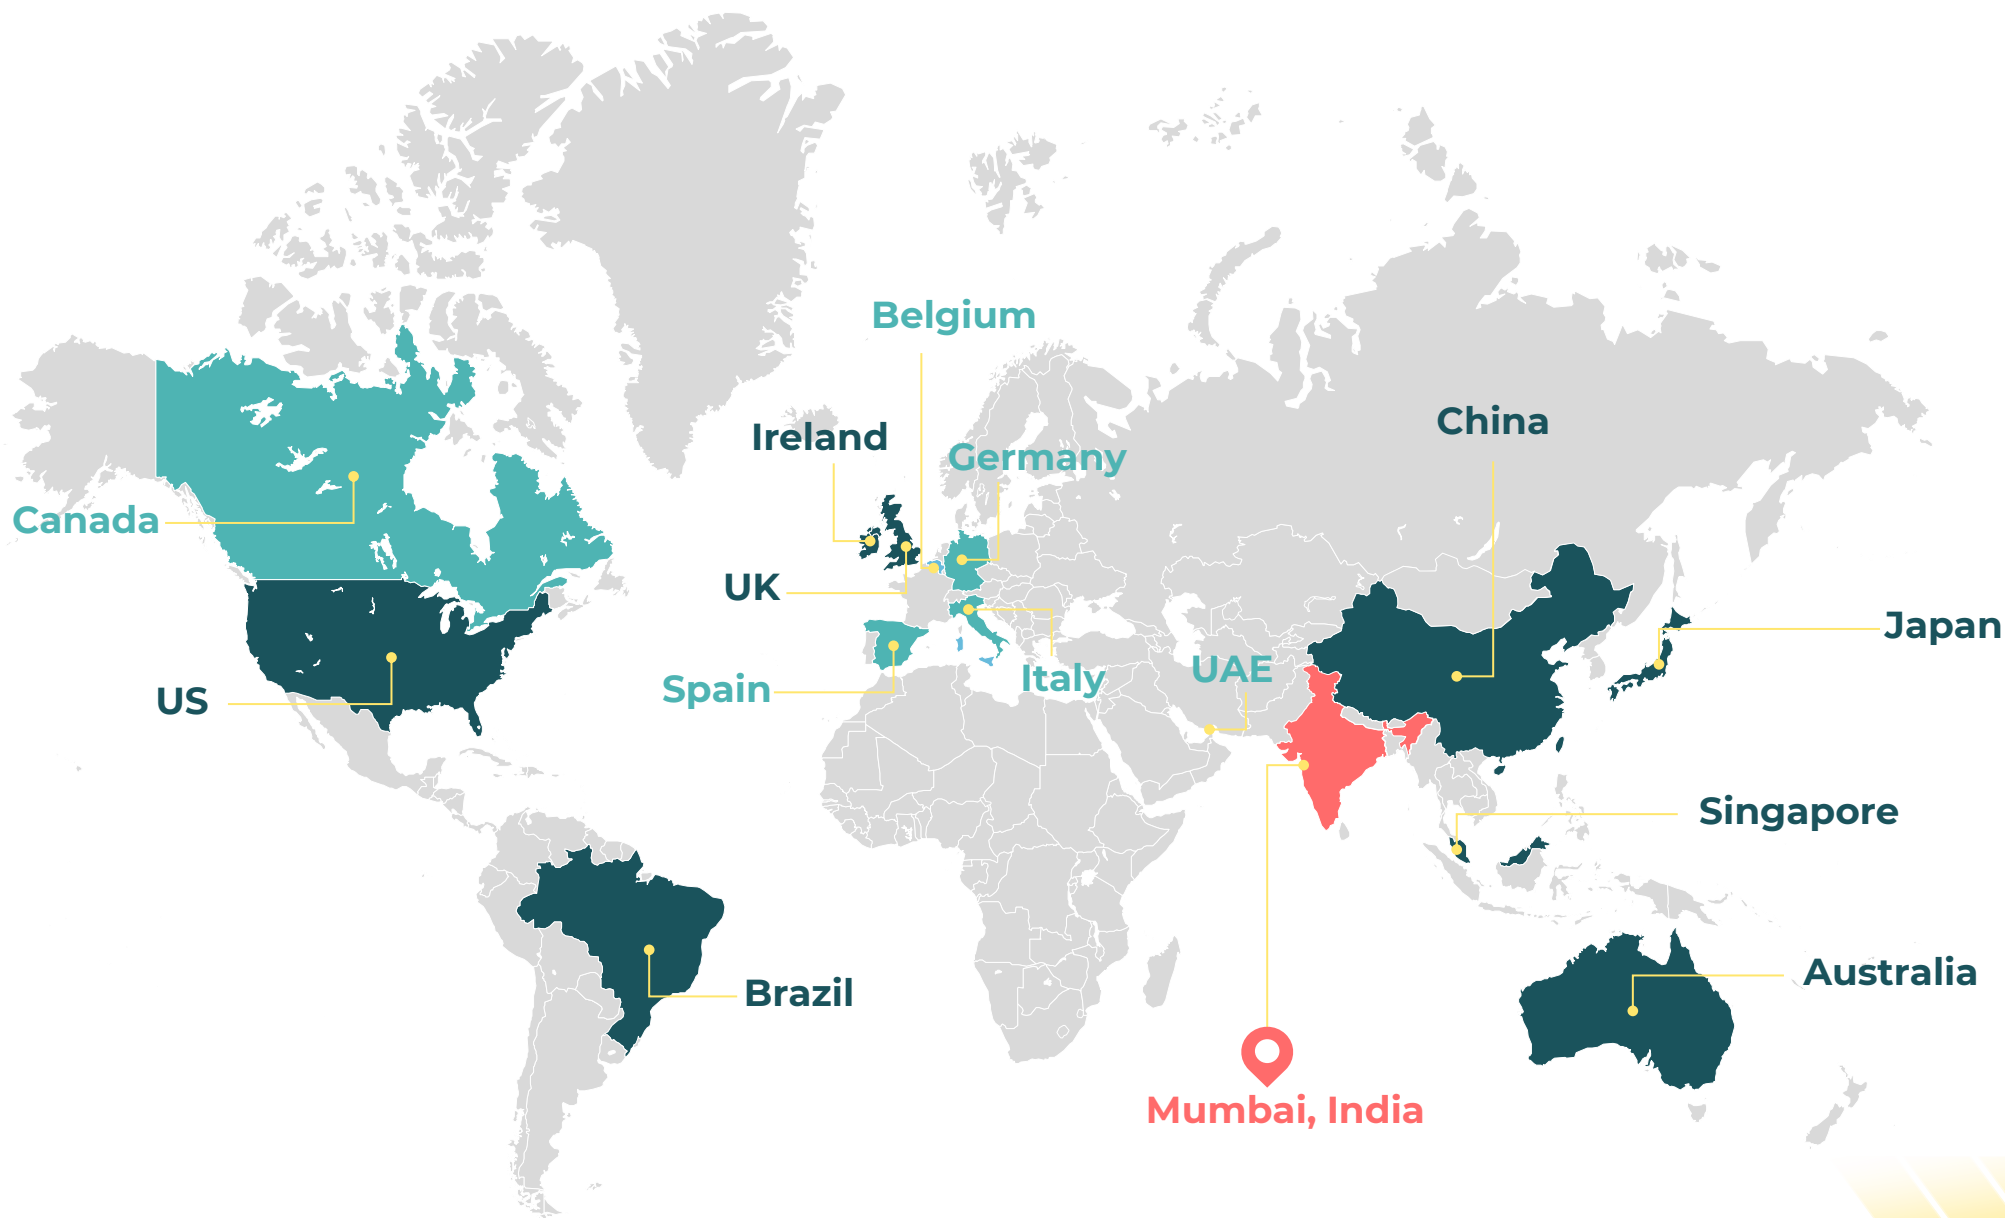 Belgium
China
Ireland
Germany
Canada
UK
Japan
UAE
Italy
Spain
US
Singapore
Australia
Brazil
Mumbai, India